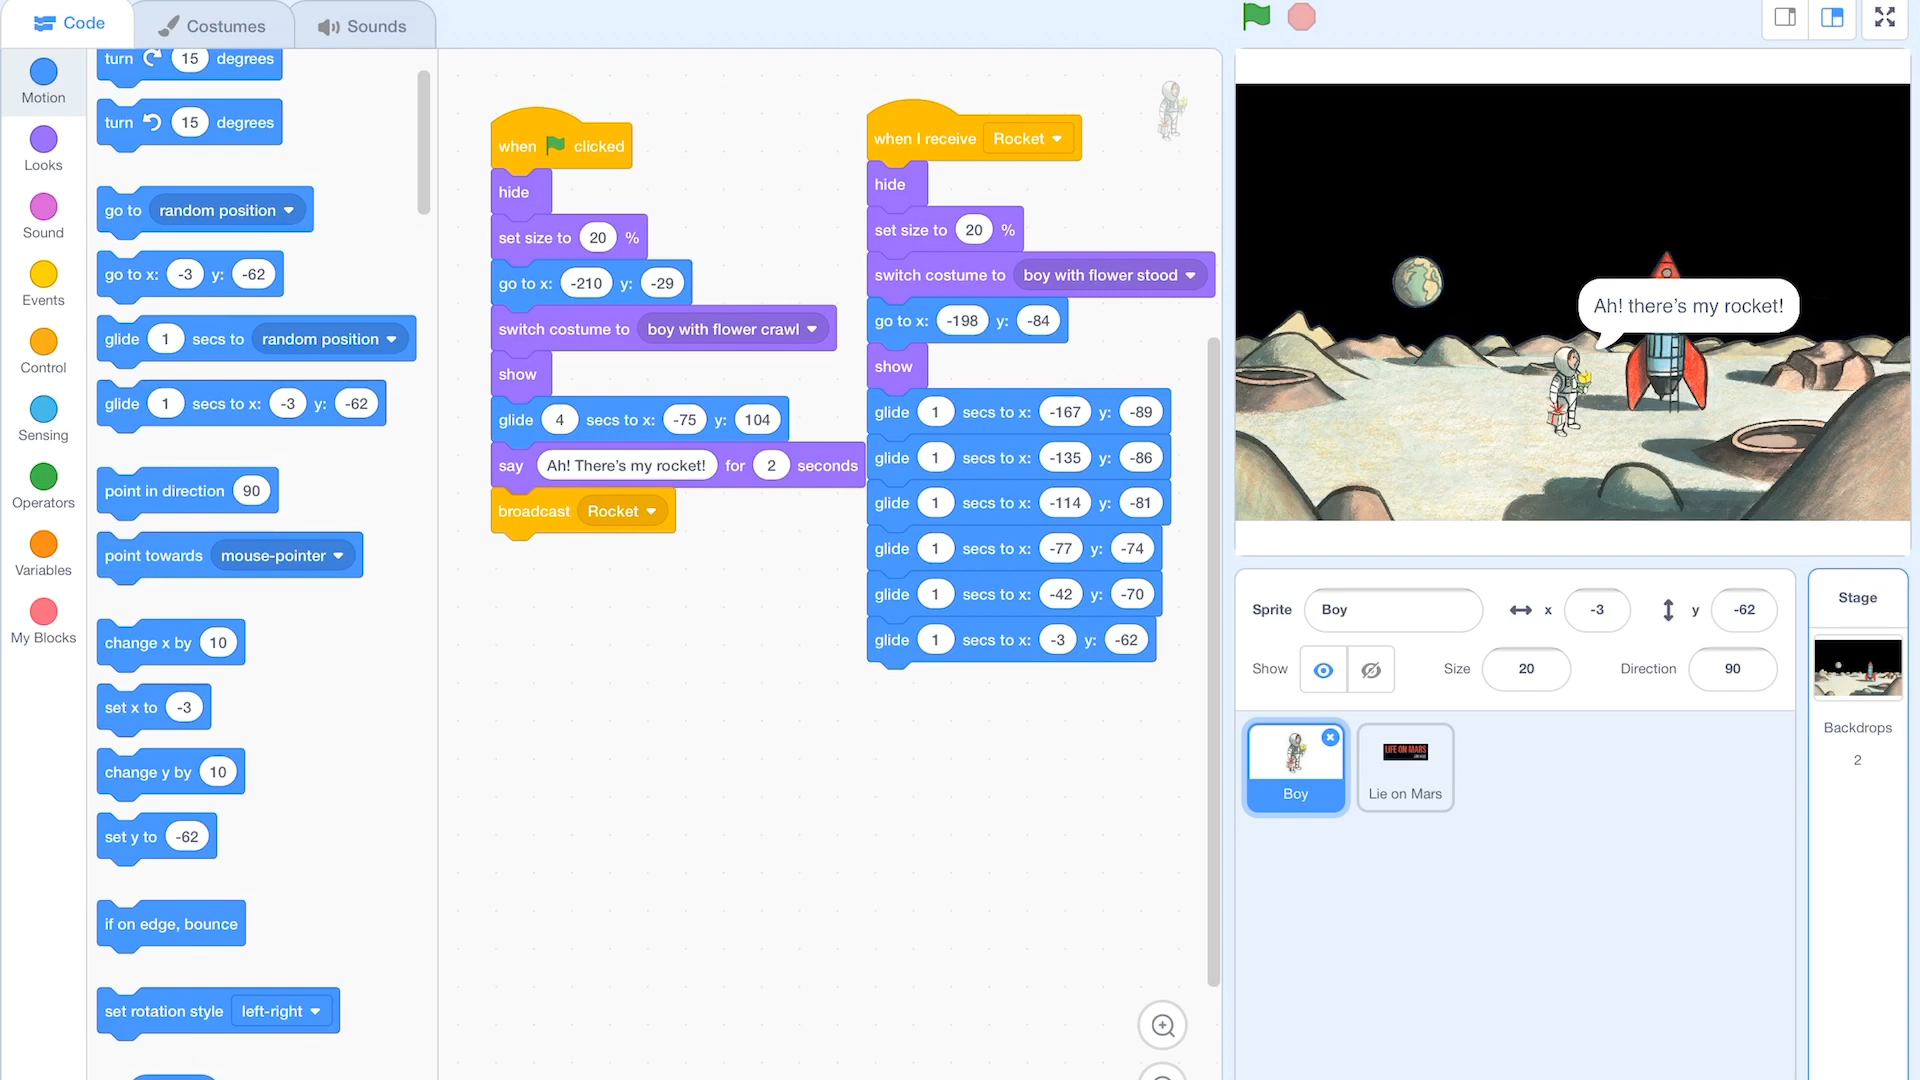 Code
Costumes
Sounds
Motion
Looks
Sound
Events
Control
Sensing
Operators
Variables
My Blocks
turn 15 degrees
turn 15 degrees
go to random position
go to x: -3 y: -62
glide 1 secs to random position
glide 1 secs to x: -3 y: -62
point in direction 90
point towards mouse-pointer
change x by 10
set x to -3
change y by 10
set y to -62
if on edge, bounce
set rotation style left-right
when clicked
hide
set size to 20 %
go to x: -210 y: -29
switch costume to boy with flower crawl
show
glide 4 secs to x: -75 y: 104
say Ah! There's my rocket! for 2 seconds
broadcast Rocket
when I receive Rocket
hide
set size to 20 %
switch costume to boy with flower stood
go to x: -198 y: -84
show
glide 1 secs to x: -167 y: -89
glide 1 secs to x: -135 y: -86
glide 1 secs to x: -114 y: -81
glide 1 secs to x: -77 y: -74
glide 1 secs to x: -42 y: -70
glide 1 secs to x: -3 y: -62
Ah! there's my rocket!
Sprite Boy x -3 y -62
Show Size 20 Direction 90
LIFE ON MARS
Boy
Lie on Mars
Stage
Backdrops
2